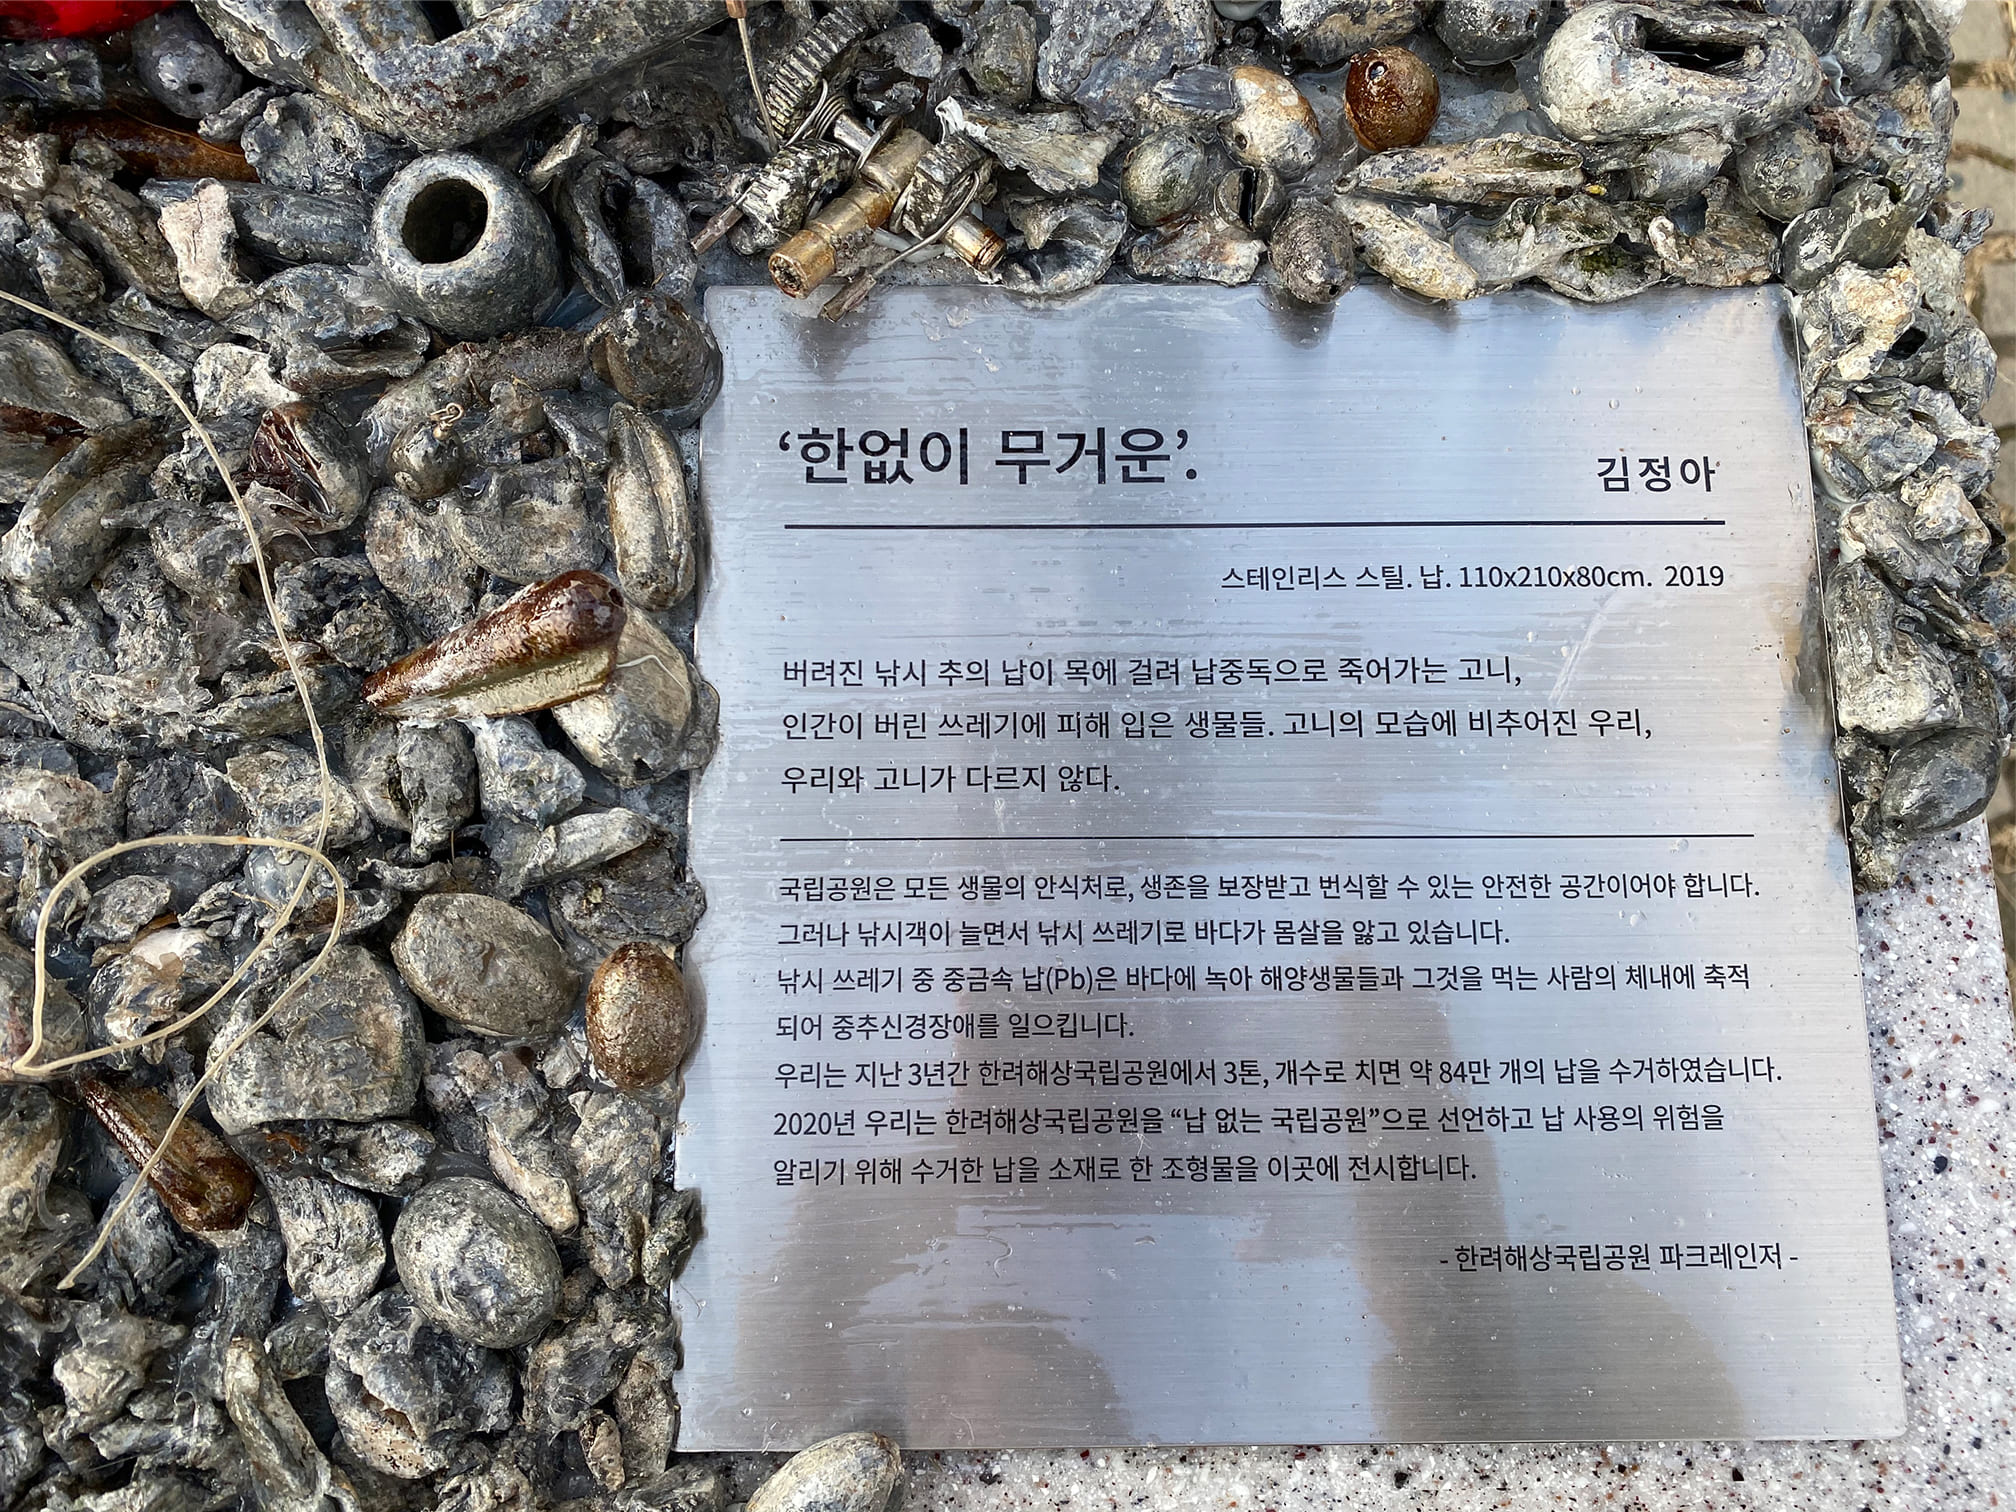 ‘한없이 무거운’.
김정아
스테인리스 스틸. 납. 110x210x80cm. 2019
버려진 낚시 추의 납이 목에 걸려 납중독으로 죽어가는 고니,
인간이 버린 쓰레기에 피해 입은 생물들. 고니의 모습에 비추어진 우리,
우리와 고니가 다르지 않다.
국립공원은 모든 생물의 안식처로, 생존을 보장받고 번식할 수 있는 안전한 공간이어야 합니다.
그러나 낚시객이 늘면서 낚시 쓰레기로 바다가 몸살을 앓고 있습니다.
낚시 쓰레기 중 중금속 납(Pb)은 바다에 녹아 해양생물들과 그것을 먹는 사람의 체내에 축적
되어 중추신경장애를 일으킵니다.
우리는 지난 3년간 한려해상국립공원에서 3톤, 개수로 치면 약 84만 개의 납을 수거하였습니다.
2020년 우리는 한려해상국립공원을 “납 없는 국립공원”으로 선언하고 납 사용의 위험을
알리기 위해 수거한 납을 소재로 한 조형물을 이곳에 전시합니다.
- 한려해상국립공원 파크레인저 -